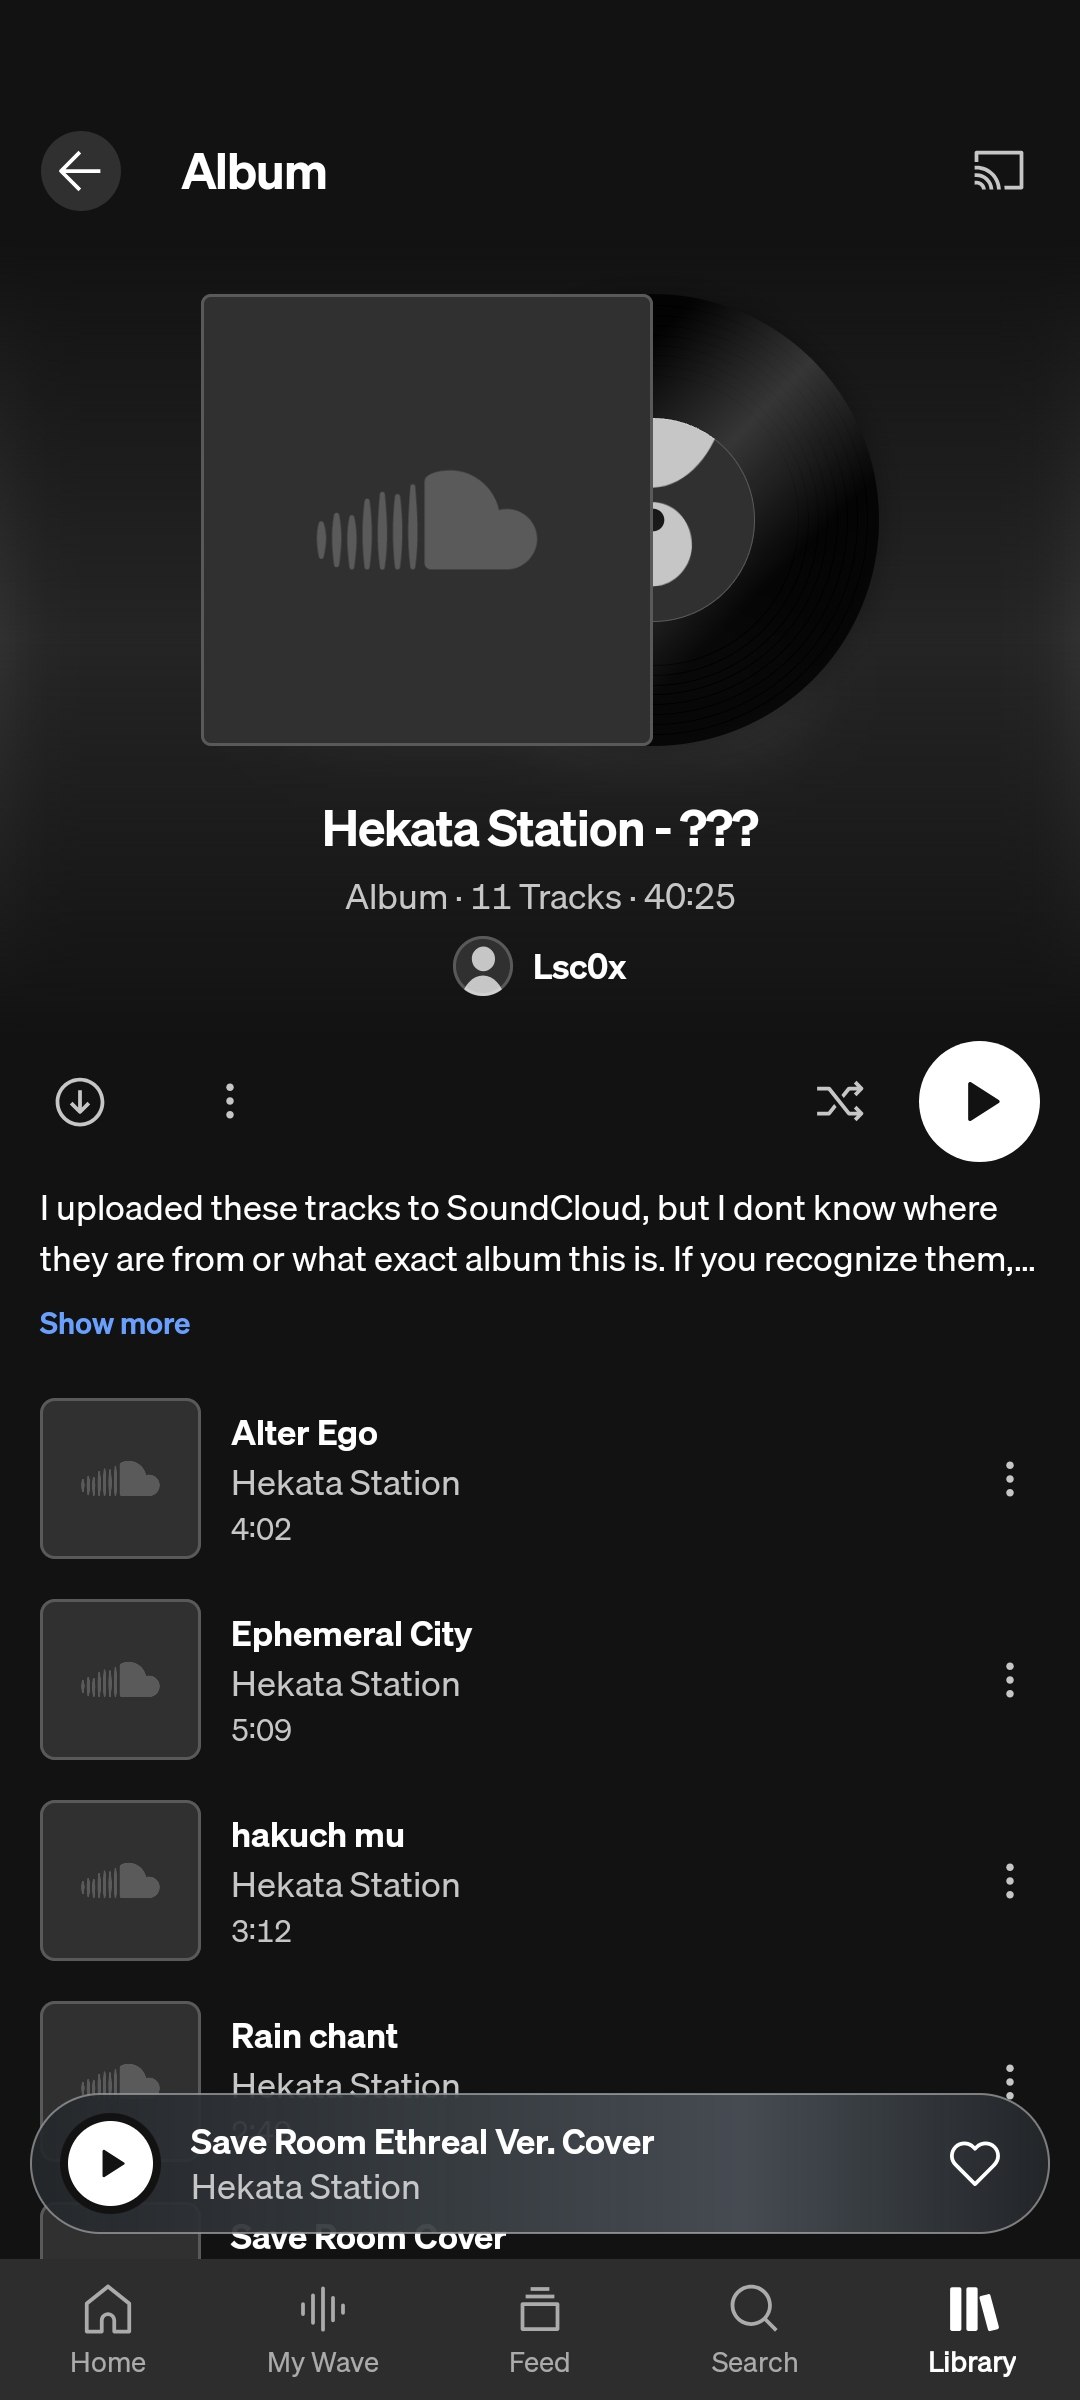 Album
Hekata Station - ???
Album · 11 Tracks · 40:25
Lsc0x
I uploaded these tracks to SoundCloud, but I dont know where
they are from or what exact album this is. If you recognize them,...
Show more
Alter Ego
Hekata Station
4:02
Ephemeral City
Hekata Station
5:09
hakuch mu
Hekata Station
3:12
Rain chant
Hekata Station
Save Room Ethreal Ver. Cover
Hekata Station
Save Room Cover
Home
My Wave
Feed
Search
Library